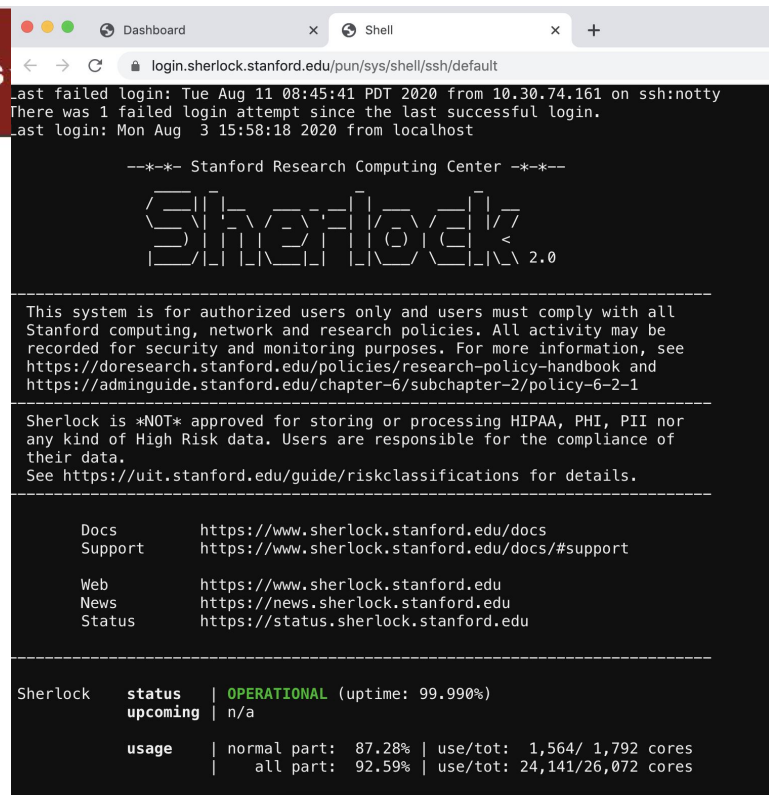 s
Dashboard × Shell × +
login.sherlock.stanford.edu/pun/sys/shell/ssh/default
Last failed login: Tue Aug 11 08:45:41 PDT 2020 from 10.30.74.161 on ssh:notty
There was 1 failed login attempt since the last successful login.
Last login: Mon Aug  3 15:58:18 2020 from localhost
--*-*- Stanford Research Computing Center -*-*--
Sherlock
2.0
This system is for authorized users only and users must comply with all
Stanford computing, network and research policies. All activity may be
recorded for security and monitoring purposes. For more information, see
https://doresearch.stanford.edu/policies/research-policy-handbook and
https://adminguide.stanford.edu/chapter-6/subchapter-2/policy-6-2-1
Sherlock is *NOT* approved for storing or processing HIPAA, PHI, PII nor
any kind of High Risk data. Users are responsible for the compliance of
their data.
See https://uit.stanford.edu/guide/riskclassifications for details.
Docs https://www.sherlock.stanford.edu/docs
Support https://www.sherlock.stanford.edu/docs/#support
Web https://www.sherlock.stanford.edu
News https://news.sherlock.stanford.edu
Status https://status.sherlock.stanford.edu
Sherlock status | OPERATIONAL (uptime: 99.990%)
upcoming | n/a
usage | normal part: 87.28% | use/tot: 1,564/ 1,792 cores
| all part: 92.59% | use/tot: 24,141/26,072 cores